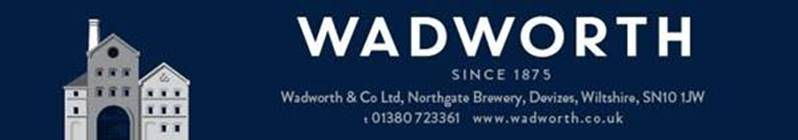 WADWORTH
SINCE 1875
Wadworth & Co Ltd, Northgate Brewery, Devizes, Wiltshire, SN10 1JW
t 01380 723361 www.wadworth.co.uk